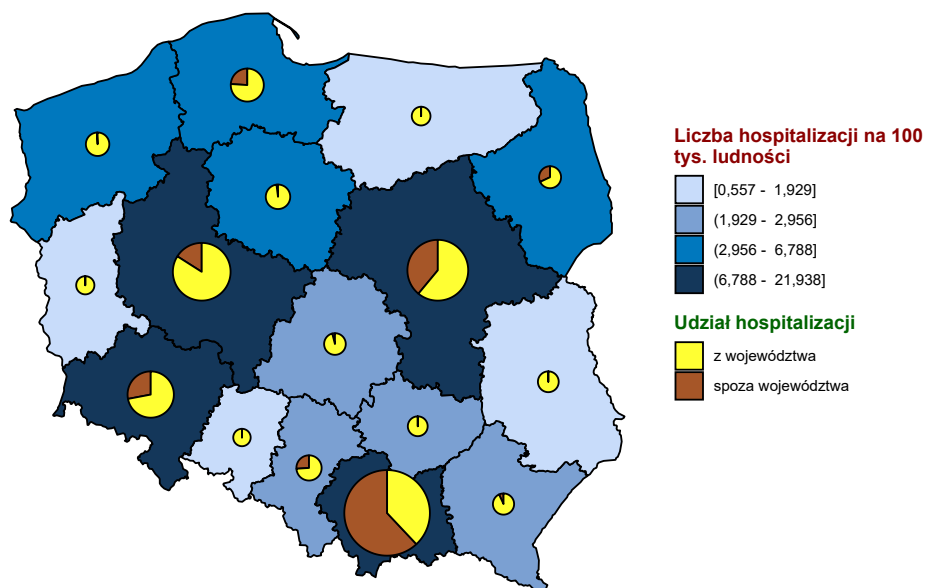 Liczba hospitalizacji na 100
tys. ludności
[0,557 - 1,929]
(1,929 - 2,956]
(2,956 - 6,788]
(6,788 - 21,938]
Udział hospitalizacji
z województwa
spoza województwa